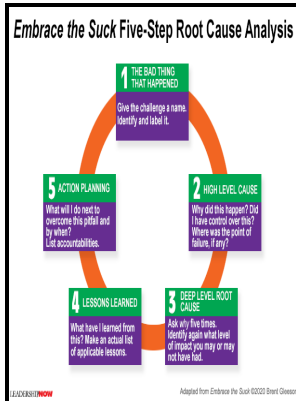 Embrace the Suck Five-Step Root Cause Analysis
1 THE BAD THING
THAT HAPPENED
Give the challenge a name.
Identify and label it.
2 HIGH LEVEL CAUSE
Why did this happen? Did
I have control over this?
Where was the point of
failure, if any?
3 DEEP LEVEL ROOT
CAUSE
Ask why five times.
Identify again what level
of impact you may or may
not have had.
4 LESSONS LEARNED
What have I learned from
this? Make an actual list
of applicable lessons.
5 ACTION PLANNING
What will I do next to
overcome this pitfall and
by when?
List accountabilities.
LEADERSHIPNOW
Adapted from Embrace the Suck ©2020 Brent Gleeson